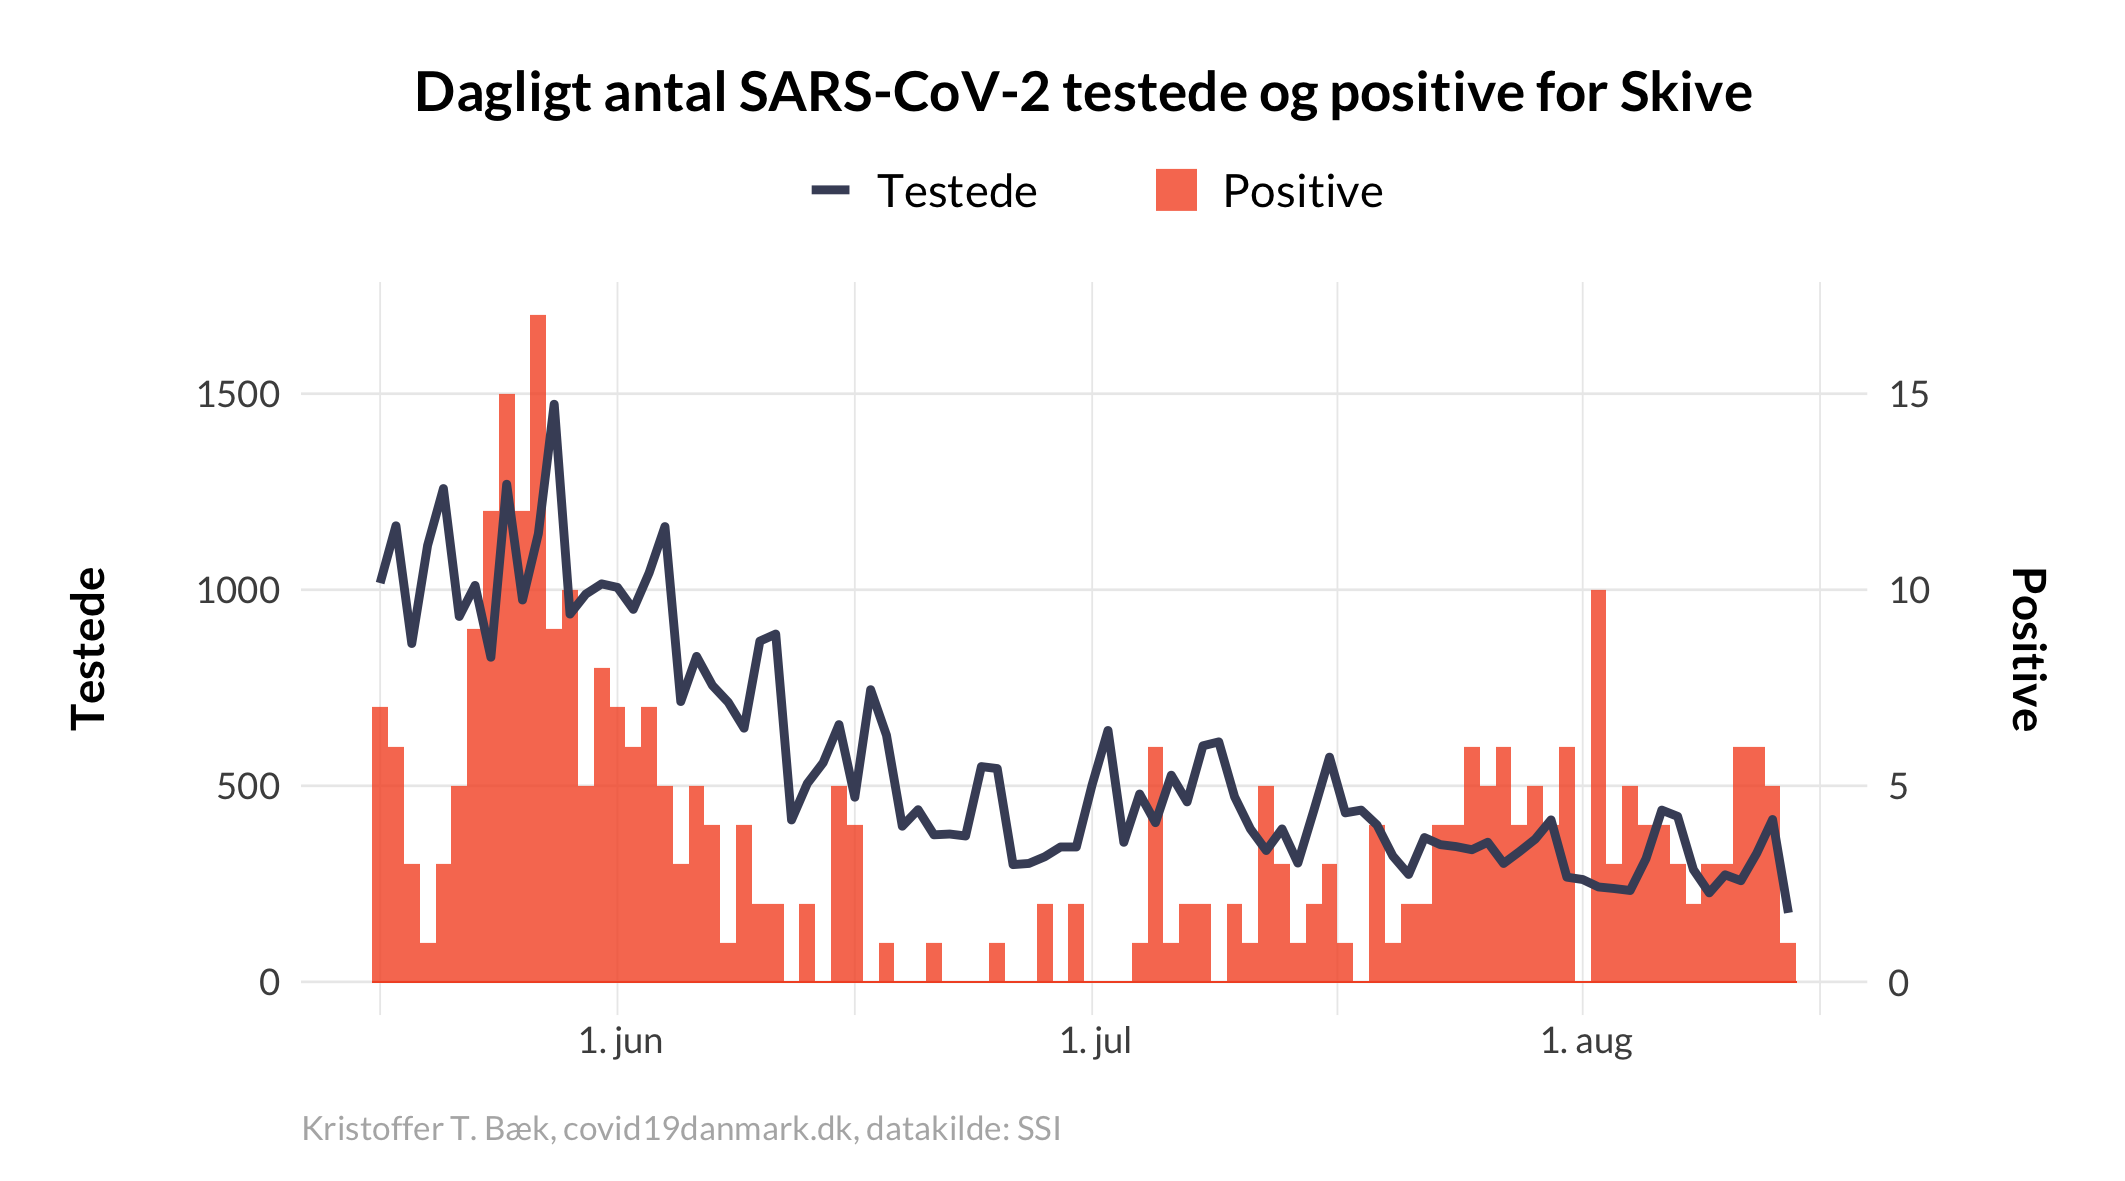 Dagligt antal SARS-CoV-2 testede og positive for Skive
Testede Positive
Testede
1500
1000
500
0
15
10
5
0
Positive
1. jun 1. jul 1. aug
Kristoffer T. Bæk, covid19danmark.dk, datakilde: SSI